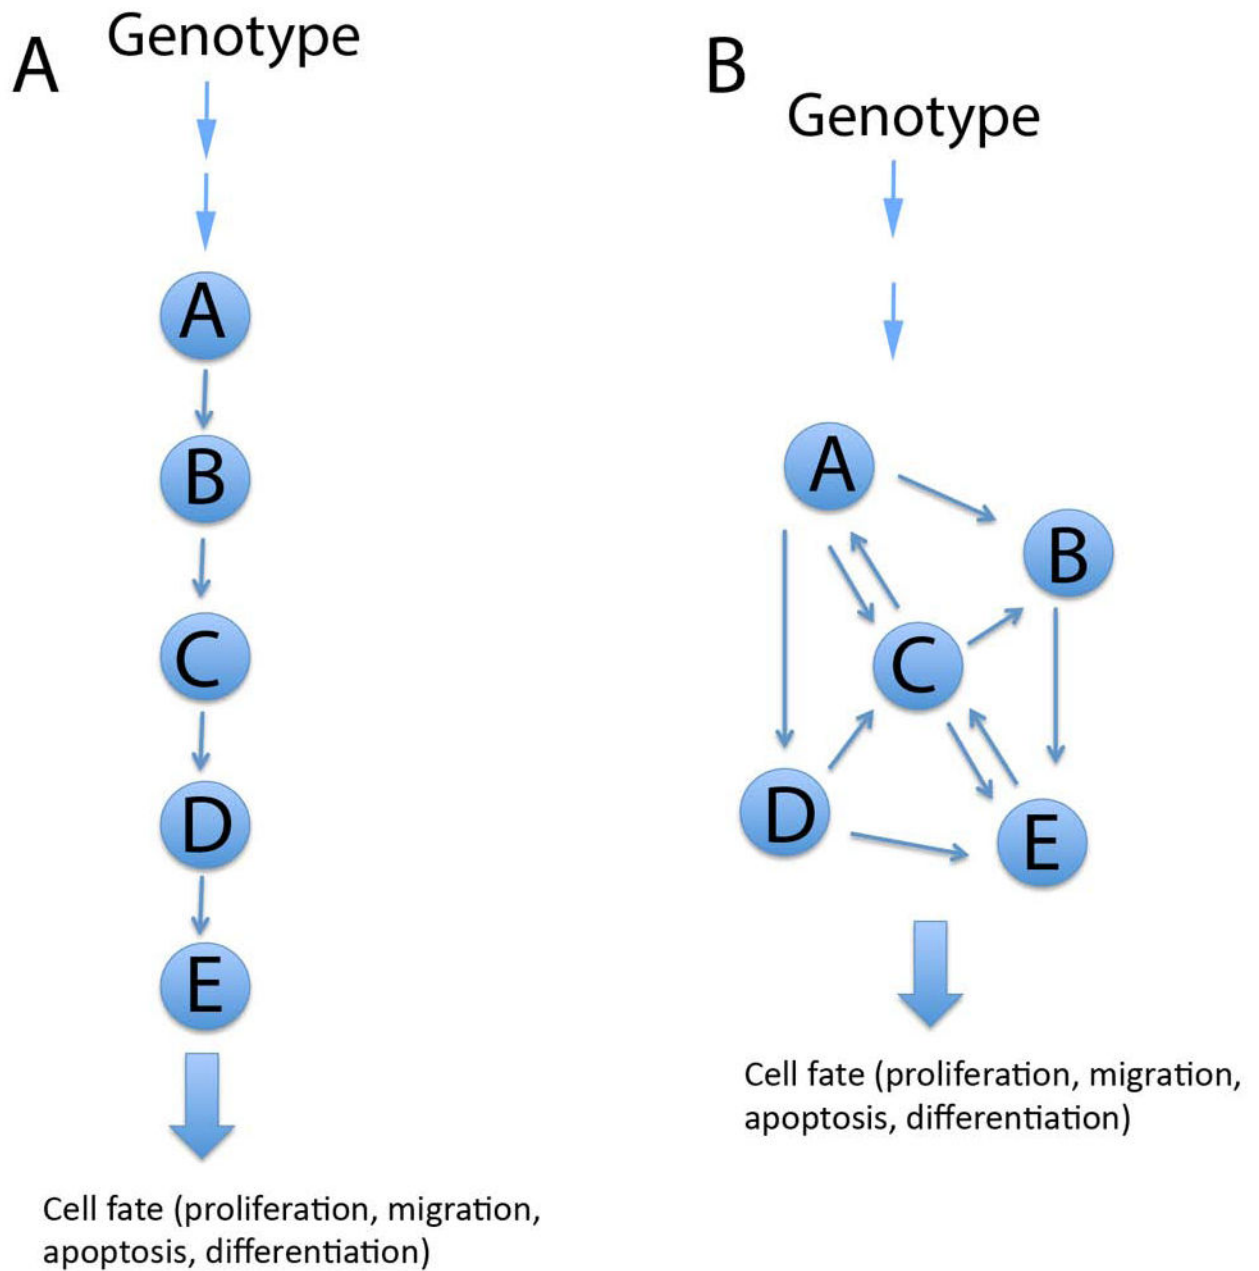 A
Genotype
A
B
C
D
E
Cell fate (proliferation, migration,
apoptosis, differentiation)
B
Genotype
A
B
C
D
E
Cell fate (proliferation, migration,
apoptosis, differentiation)